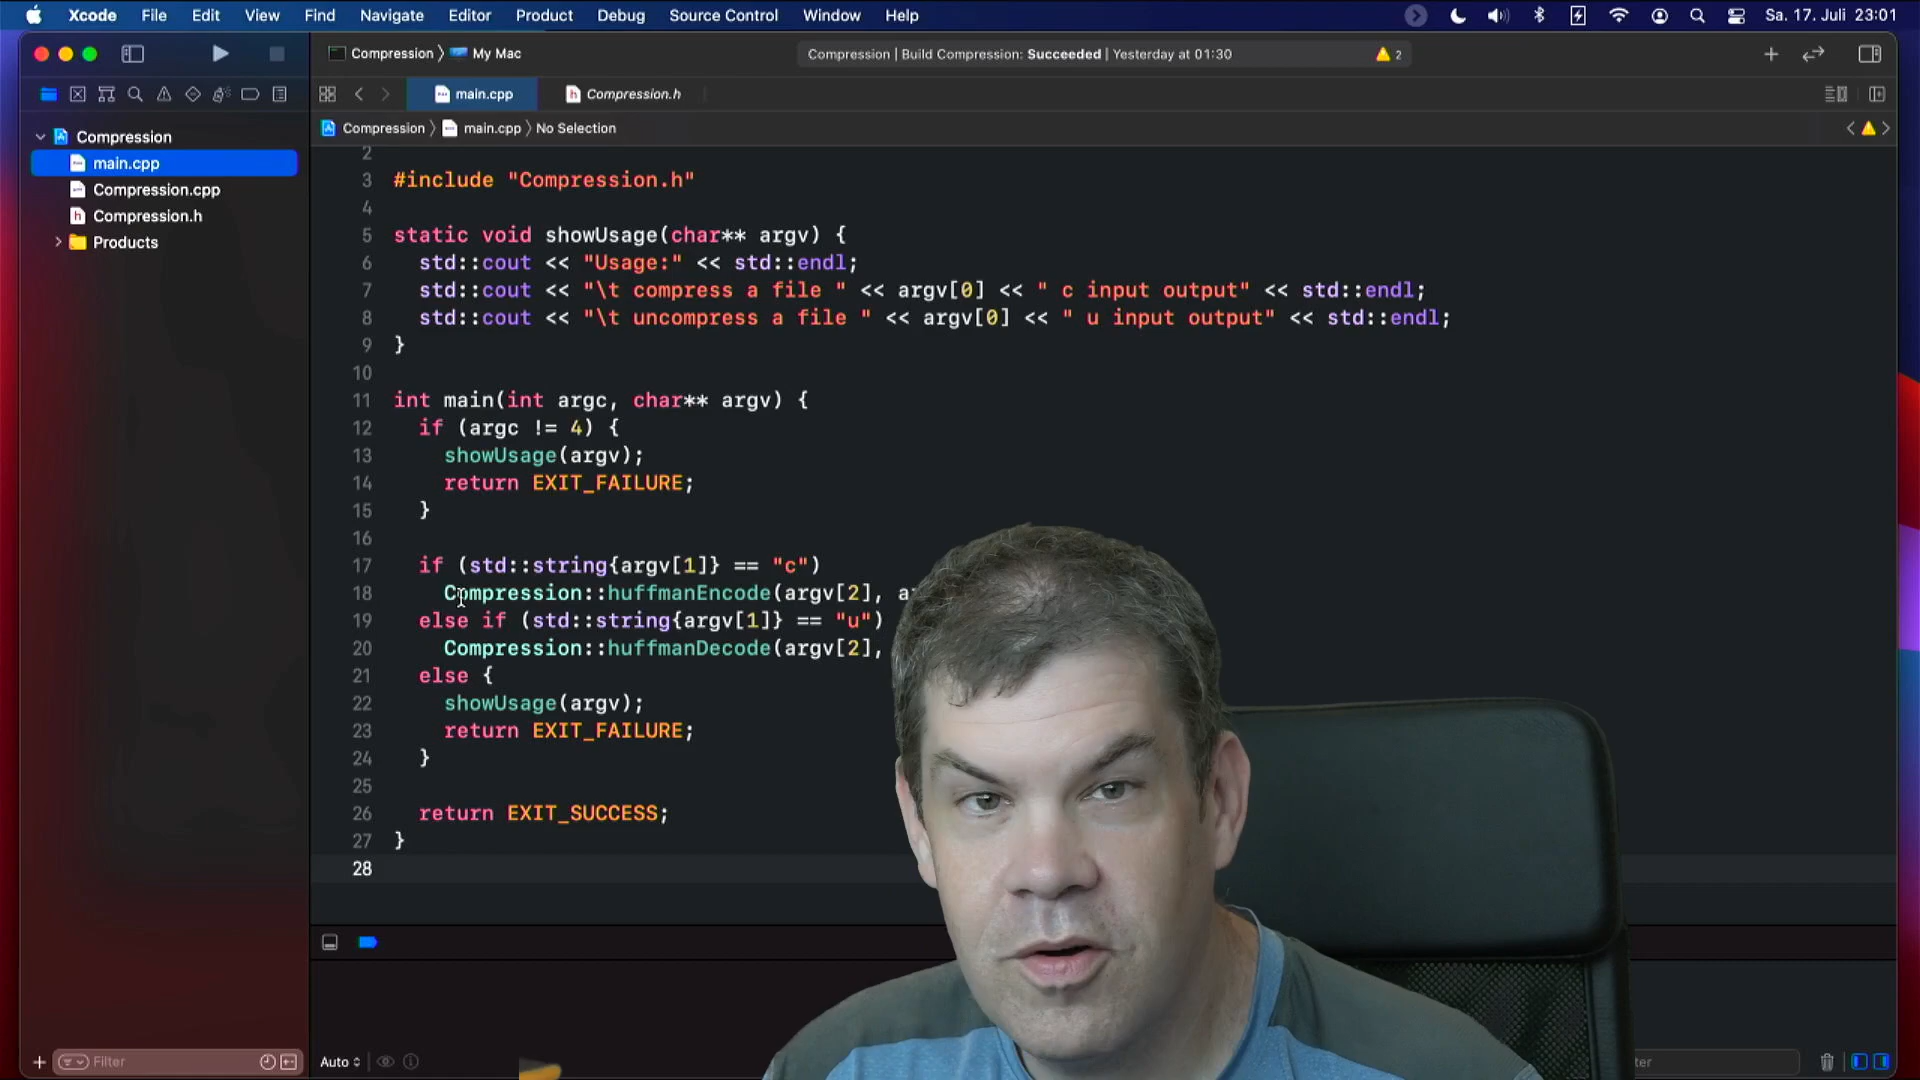 Xcode File Edit View Find Navigate Editor Product Debug Source Control Window Help Sa. 17. Juli 23:01
Compression 〉 My Mac
Compression | Build Compression: Succeeded | Yesterday at 01:30
2
main.cpp
Compression.h
Compression 〉 main.cpp 〉 No Selection
Compression
main.cpp
Compression.cpp
Compression.h
Products
2
3 #include "Compression.h"
4
5 static void showUsage(char** argv) {
6 std::cout << "Usage:" << std::endl;
7 std::cout << "\t compress a file " << argv[0] << " c input output" << std::endl;
8 std::cout << "\t uncompress a file " << argv[0] << " u input output" << std::endl;
9 }
10
11 int main(int argc, char** argv) {
12 if (argc != 4) {
13 showUsage(argv);
14 return EXIT_FAILURE;
15 }
16
17 if (std::string{argv[1]} == "c")
18 Compression::huffmanEncode(argv[2],
19 else if (std::string{argv[1]} == "u")
20 Compression::huffmanDecode(argv[2],
21 else {
22 showUsage(argv);
23 return EXIT_FAILURE;
24 }
25
26 return EXIT_SUCCESS;
27 }
28
Filter
Auto